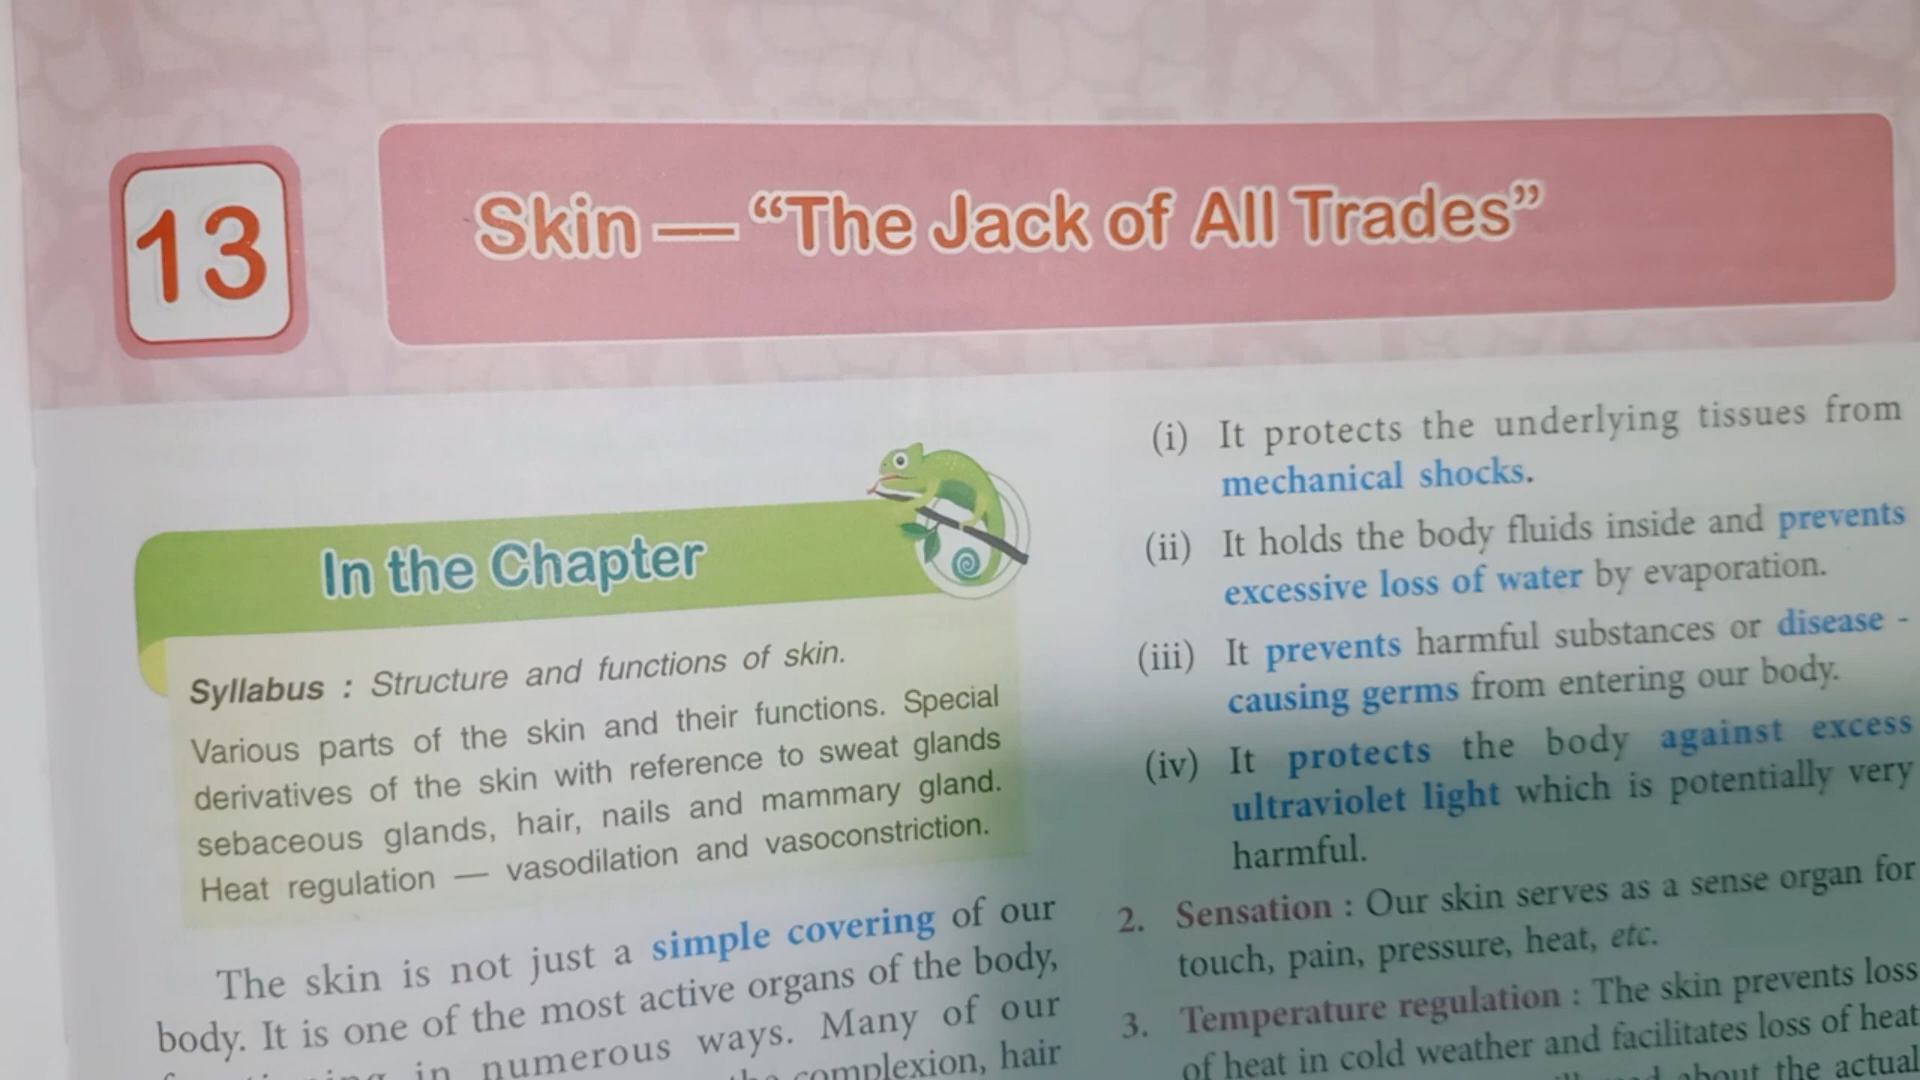 13
Skin — “The Jack of All Trades”
In the Chapter
Syllabus : Structure and functions of skin.
Various parts of the skin and their functions. Special
derivatives of the skin with reference to sweat glands
sebaceous glands, hair, nails and mammary gland.
Heat regulation — vasodilation and vasoconstriction.
The skin is not just a simple covering of our
body. It is one of the most active organs of the body,
in numerous ways. Many of our
complexion, hair
(i) It protects the underlying tissues from
mechanical shocks.
(ii) It holds the body fluids inside and prevents
excessive loss of water by evaporation.
(iii) It prevents harmful substances or disease -
causing germs from entering our body.
(iv) It protects the body against excess
ultraviolet light which is potentially very
harmful.
2. Sensation : Our skin serves as a sense organ for
touch, pain, pressure, heat, etc.
3. Temperature regulation : The skin prevents loss
of heat in cold weather and facilitates loss of heat
about the actual